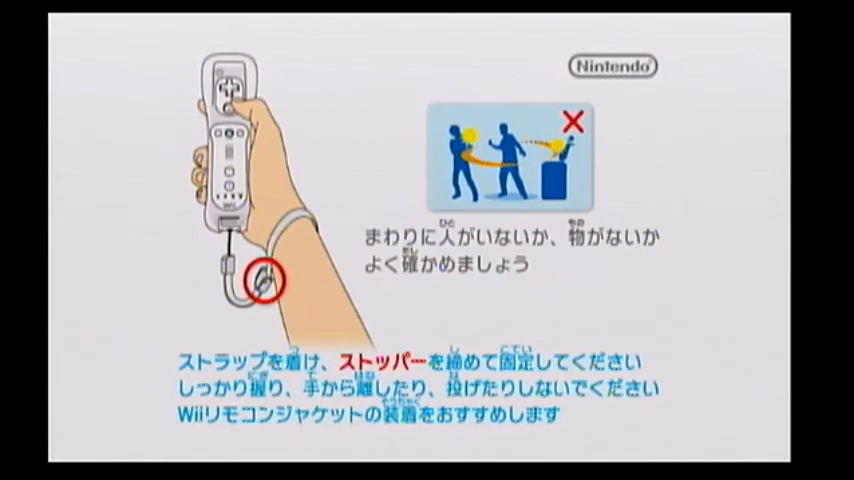 Nintendo
まわりに人がいないか、物がないか
よく確かめましょう
ストラップを着け、ストッパーを締めて固定してください
しっかり握り、手から離したり、投げたりしないでください
Wiiリモコンジャケットの装着をおすすめします